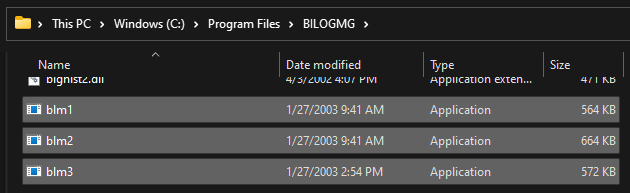 This PC > Windows (C:) > Program Files > BILOGMG >
Name Date modified Type Size
bighist2.dll 4/3/2002 4:07 PM Application exten... 471 KB
blm1 1/27/2003 9:41 AM Application 564 KB
blm2 1/27/2003 9:41 AM Application 664 KB
blm3 1/27/2003 2:54 PM Application 572 KB